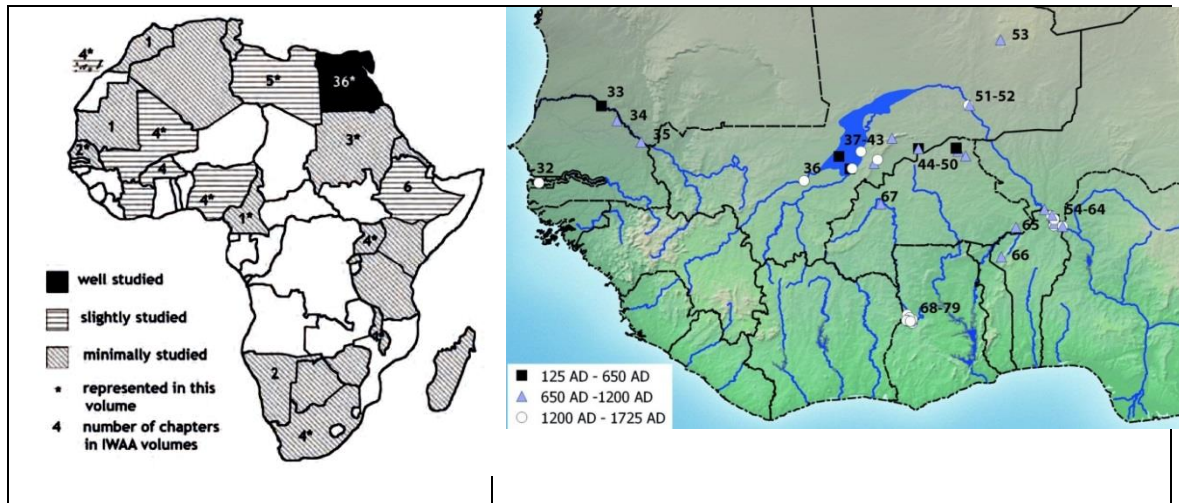 1
4*
5*
36*
1
4*
3*
2*
4
4*
6
1*
4*
2
4*
well studied
slightly studied
minimally studied
* represented in this
volume
4 number of chapters
in IWAA volumes
53
33
51-52
34
35
37-43
36
44-50
32
67
54-64
65
66
68-79
125 AD - 650 AD
650 AD -1200 AD
1200 AD - 1725 AD